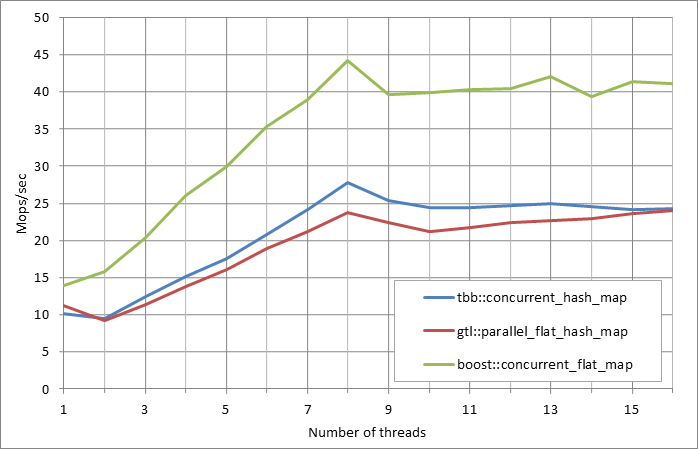 50
45
40
35
30
25
20
15
10
5
0
Mops/sec
1 3 5 7 9 11 13 15
Number of threads
tbb::concurrent_hash_map
gtl::parallel_flat_hash_map
boost::concurrent_flat_map